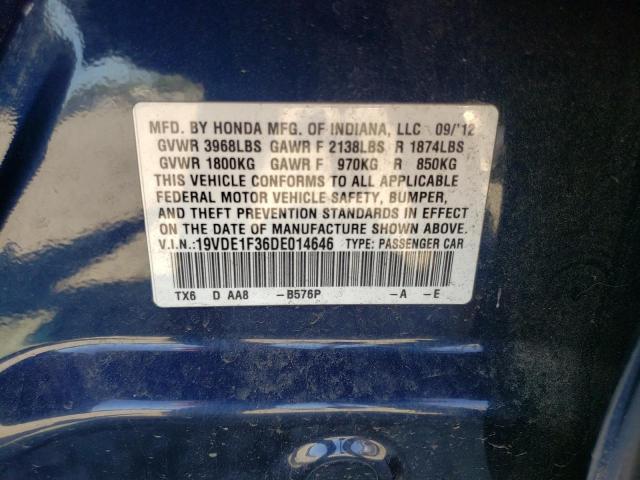 MFD. BY HONDA MFG. OF INDIANA, LLC 09/'12
GVWR 3968LBS GAWR F 2138LBS R 1874LBS
GVWR 1800KG GAWR F 970KG R 850KG
THIS VEHICLE CONFORMS TO ALL APPLICABLE
FEDERAL MOTOR VEHICLE SAFETY, BUMPER,
AND THEFT PREVENTION STANDARDS IN EFFECT
ON THE DATE OF MANUFACTURE SHOWN ABOVE.
V.I.N.:19VDE1F36DE014646 TYPE: PASSENGER CAR
TX6 D AA8 -B576P -A -E